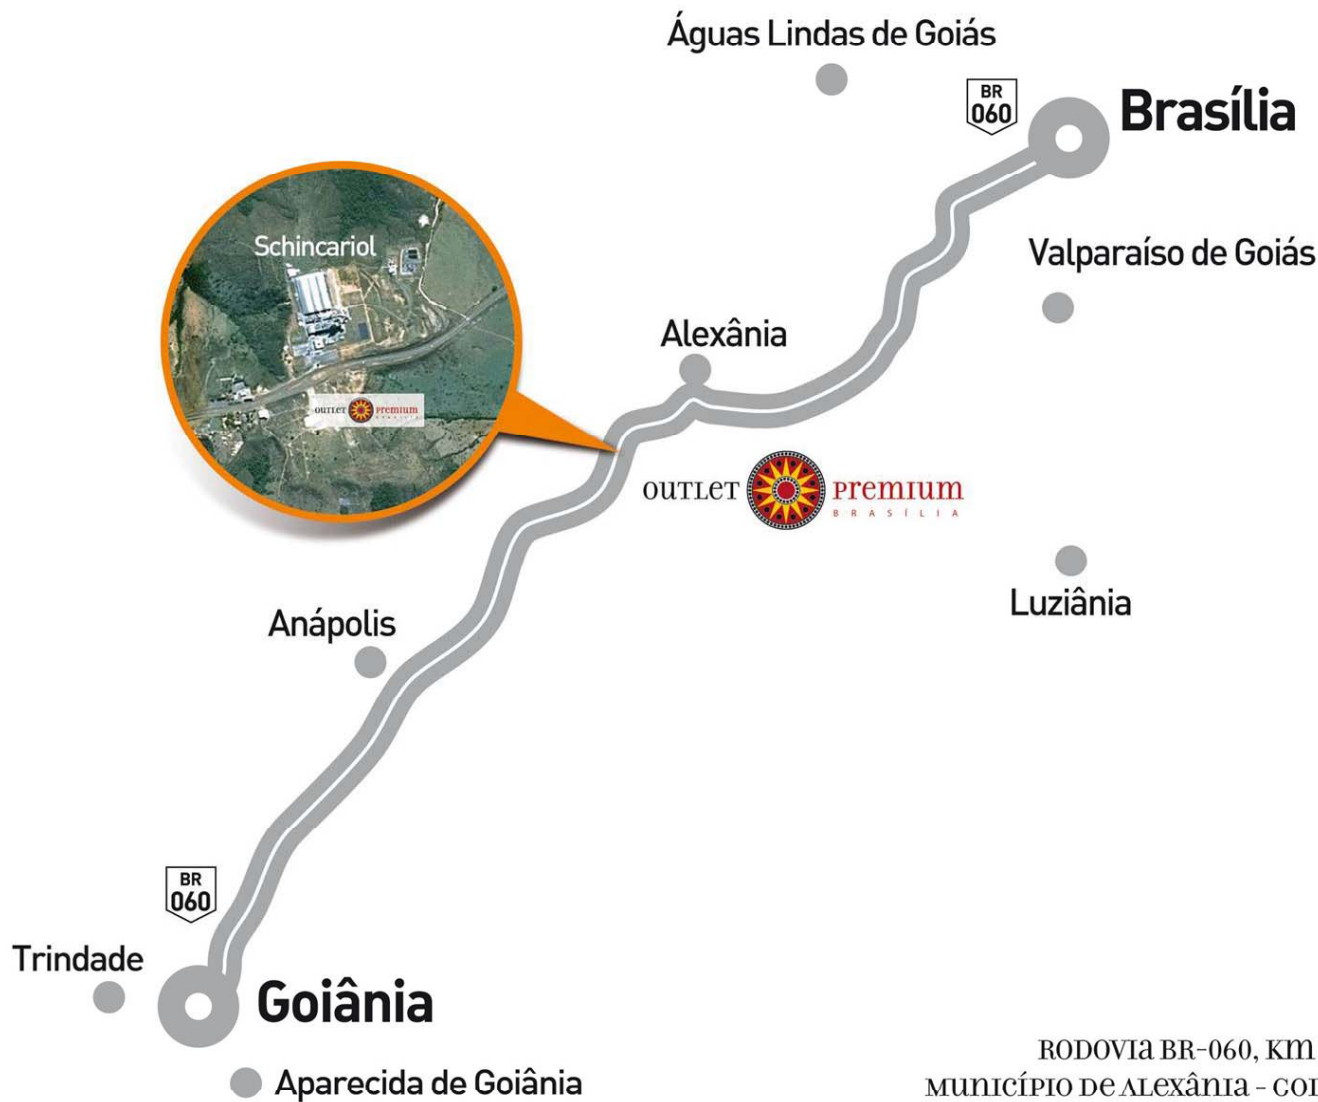 Águas Lindas de Goiás
BR
060
Brasília
Schincariol
Valparaíso de Goiás
Alexânia
OUTLET PREMIUM
BRASÍLIA
OUTLET PREMIUM
BRASÍLIA
Luziânia
Anápolis
BR
060
Trindade
Goiânia
Aparecida de Goiânia
RODOVIA BR-060, KM
MUNICÍPIO DE ALEXÂNIA -